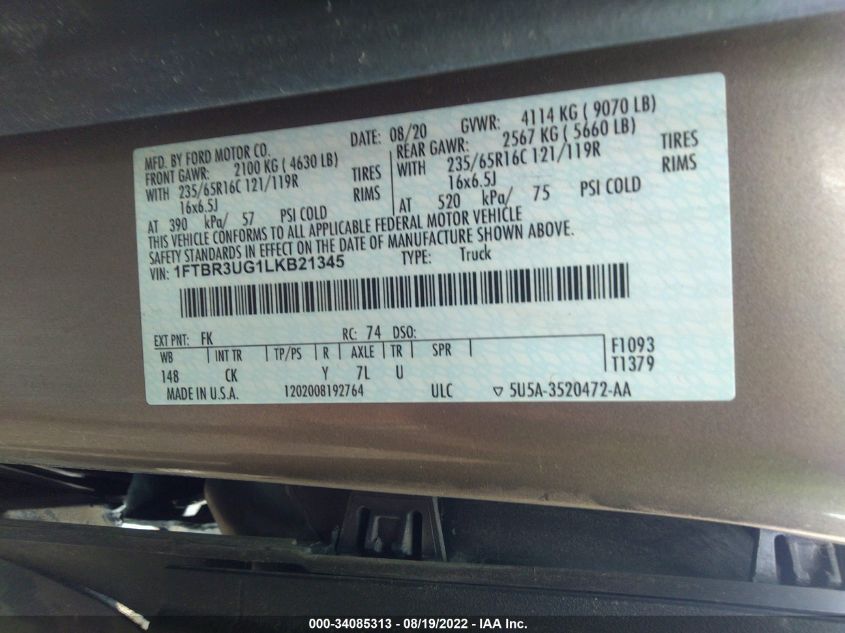 MFD. BY FORD MOTOR CO. DATE: 08/20 GVWR: 4114 KG ( 9070 LB)
FRONT GAWR: 2100 KG ( 4630 LB) REAR GAWR: 2567 KG ( 5660 LB)
WITH 235/65R16C 121/119R TIRES WITH 235/65R16C 121/119R TIRES
16x6.5J RIMS 16x6.5J RIMS
AT 390 kPa/ 57 PSI COLD AT 520 kPa/ 75 PSI COLD
THIS VEHICLE CONFORMS TO ALL APPLICABLE FEDERAL MOTOR VEHICLE
SAFETY STANDARDS IN EFFECT ON THE DATE OF MANUFACTURE SHOWN ABOVE.
VIN: 1FTBR3UG1LKB21345 TYPE: Truck
EXT PNT: FK RC: 74 DSO:
WB INT TR TP/PS R AXLE TR SPR F1093
148 CK Y 7L U T1379
MADE IN U.S.A. 1202008192764 ULC ▽ 5U5A-3520472-AA
000-34085313 - 08/19/2022 - IAA Inc.